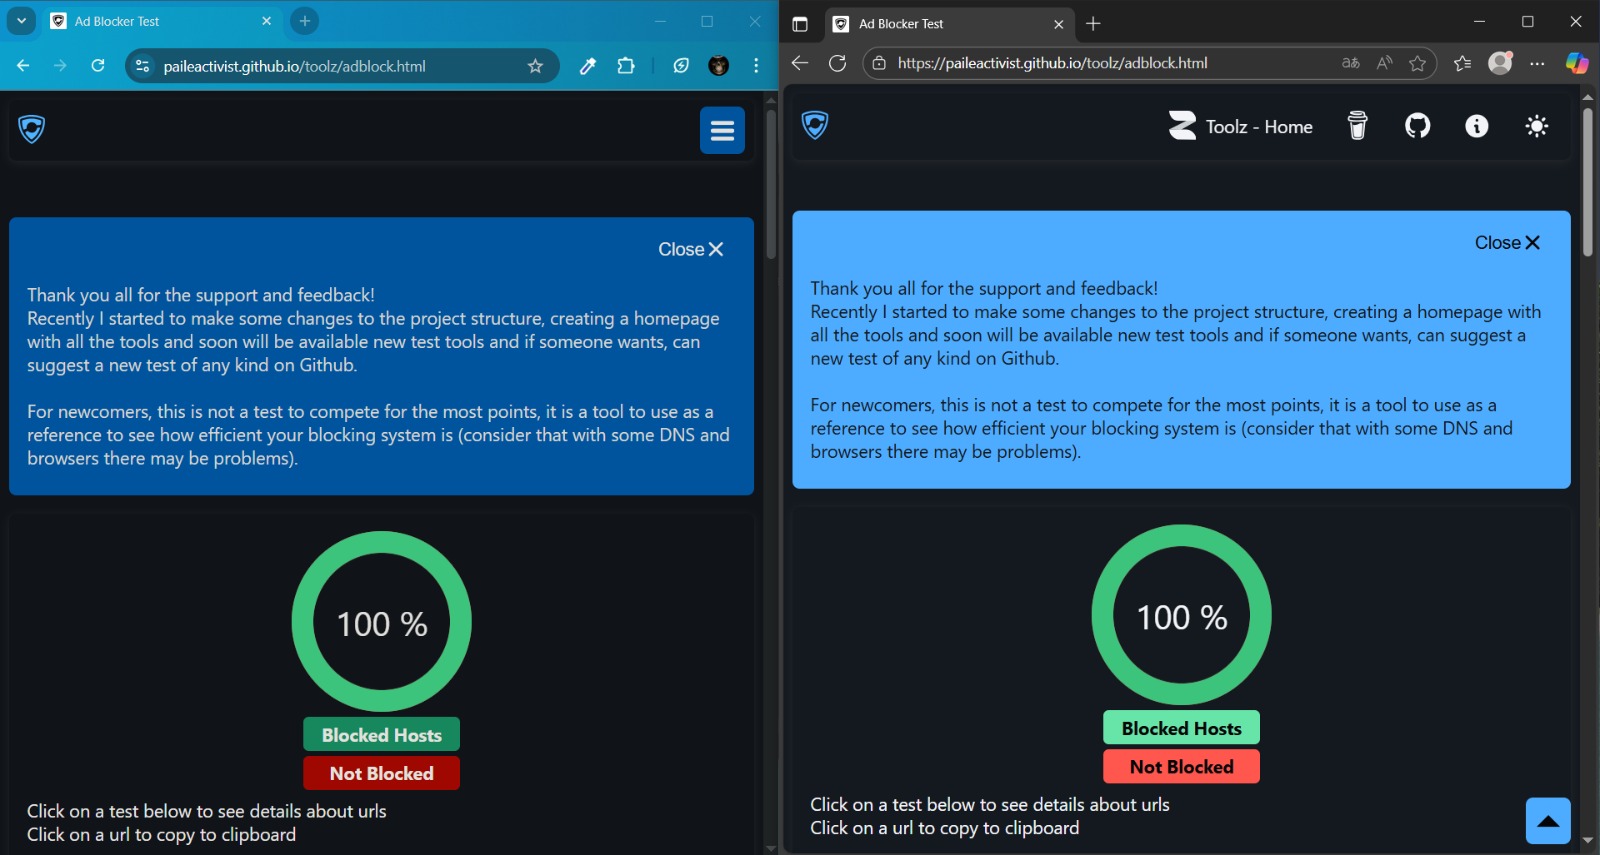 Ad Blocker Test
paileactivist.github.io/toolz/adblock.html
Close
Thank you all for the support and feedback!
Recently I started to make some changes to the project structure, creating a homepage
with all the tools and soon will be available new test tools and if someone wants, can
suggest a new test of any kind on Github.
For newcomers, this is not a test to compete for the most points, it is a tool to use as a
reference to see how efficient your blocking system is (consider that with some DNS and
browsers there may be problems).
100 %
Blocked Hosts
Not Blocked
Click on a test below to see details about urls
Click on a url to copy to clipboard
Ad Blocker Test
https://paileactivist.github.io/toolz/adblock.html
aあ
A
Toolz - Home
Close
Thank you all for the support and feedback!
Recently I started to make some changes to the project structure, creating a homepage with
all the tools and soon will be available new test tools and if someone wants, can suggest a
new test of any kind on Github.
For newcomers, this is not a test to compete for the most points, it is a tool to use as a
reference to see how efficient your blocking system is (consider that with some DNS and
browsers there may be problems).
100 %
Blocked Hosts
Not Blocked
Click on a test below to see details about urls
Click on a url to copy to clipboard